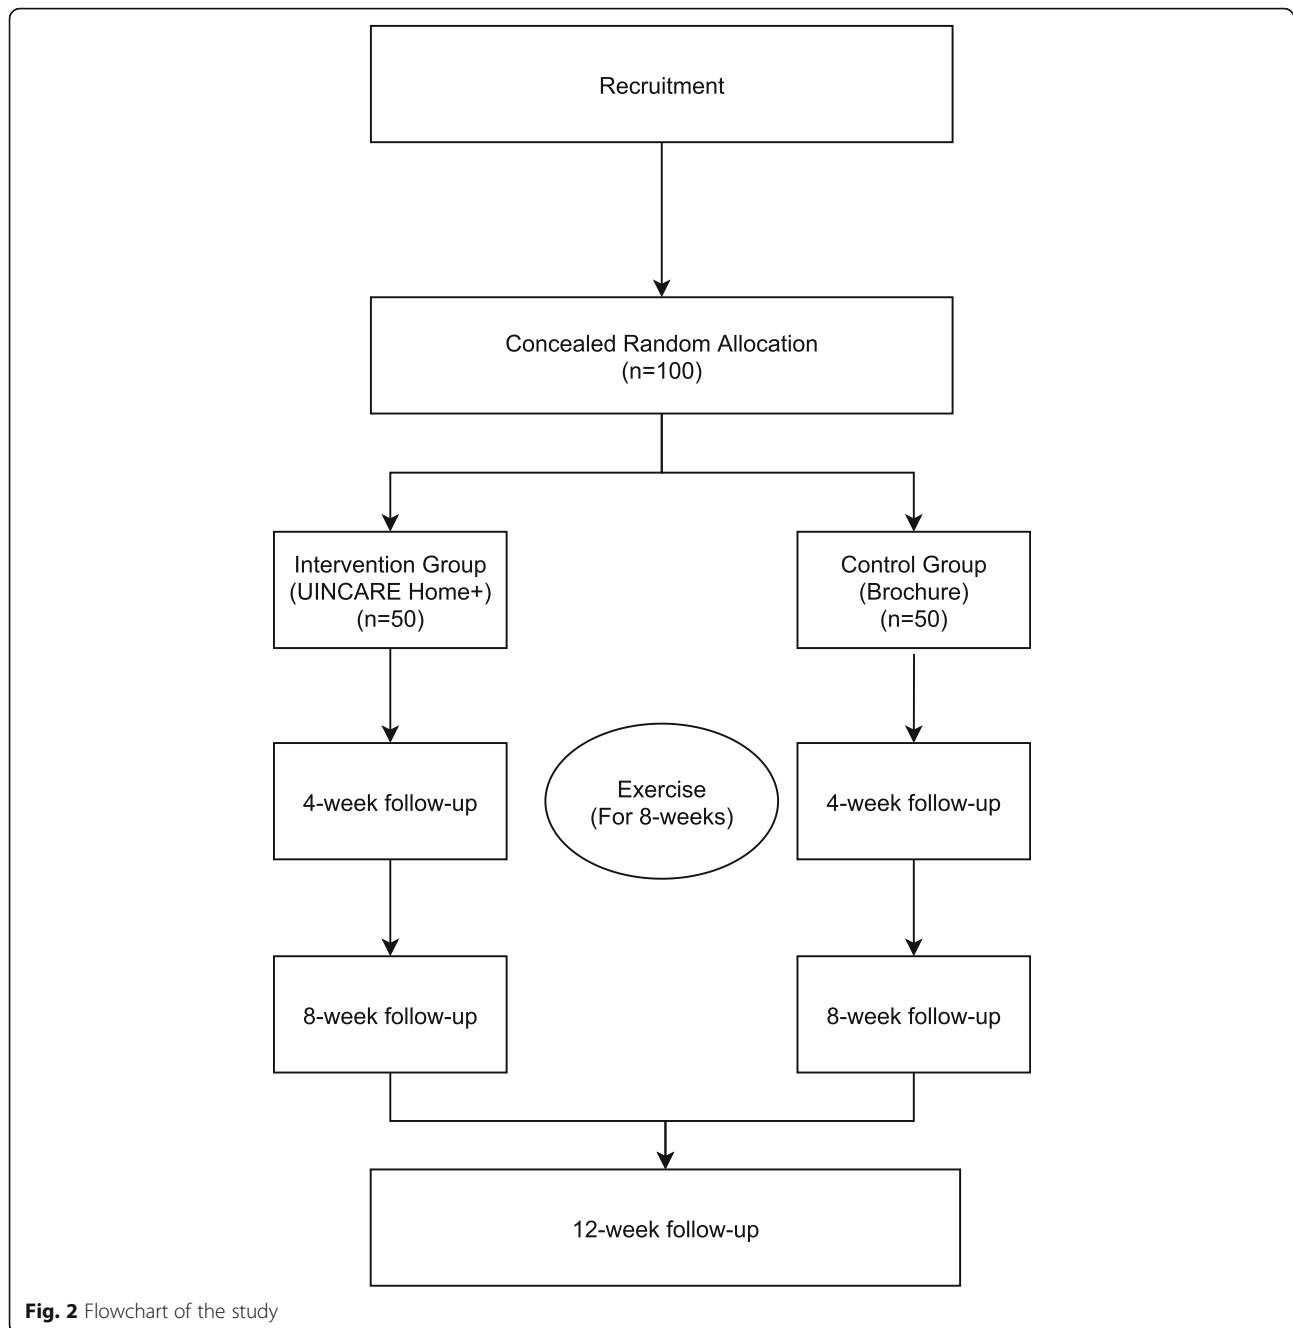 Recruitment
Concealed Random Allocation
(n=100)
Intervention Group
(UINCARE Home+)
(n=50)
Control Group
(Brochure)
(n=50)
4-week follow-up
Exercise
(For 8-weeks)
4-week follow-up
8-week follow-up
8-week follow-up
12-week follow-up
Fig. 2 Flowchart of the study